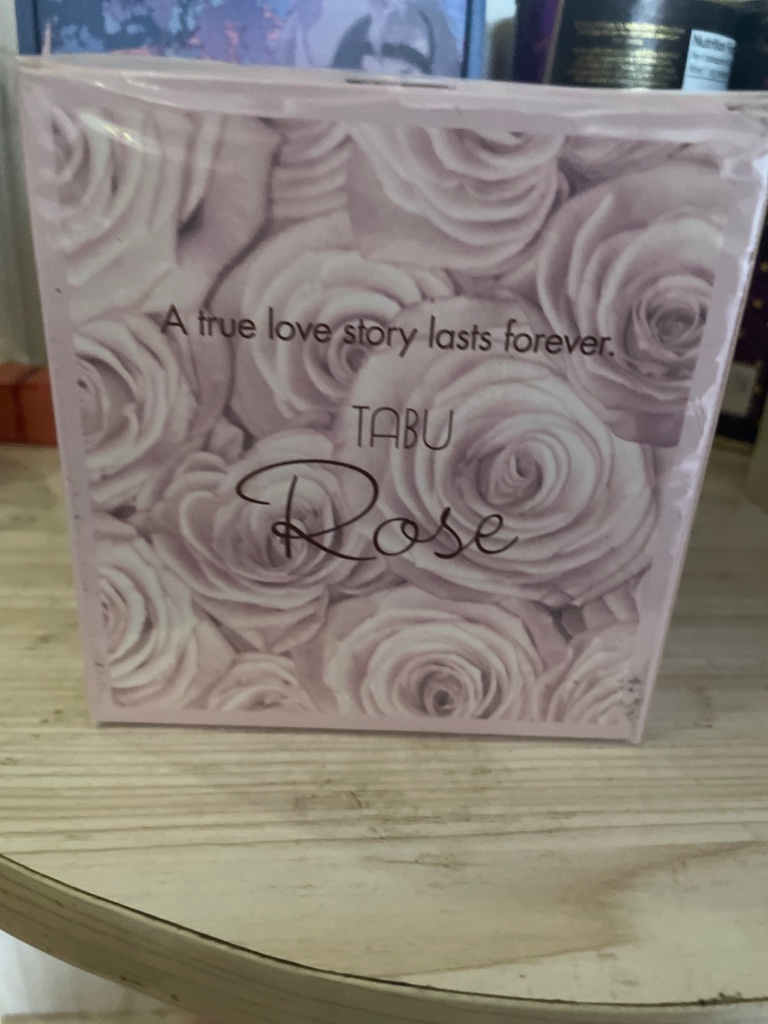 A true love story lasts forever.
TABU
Rose